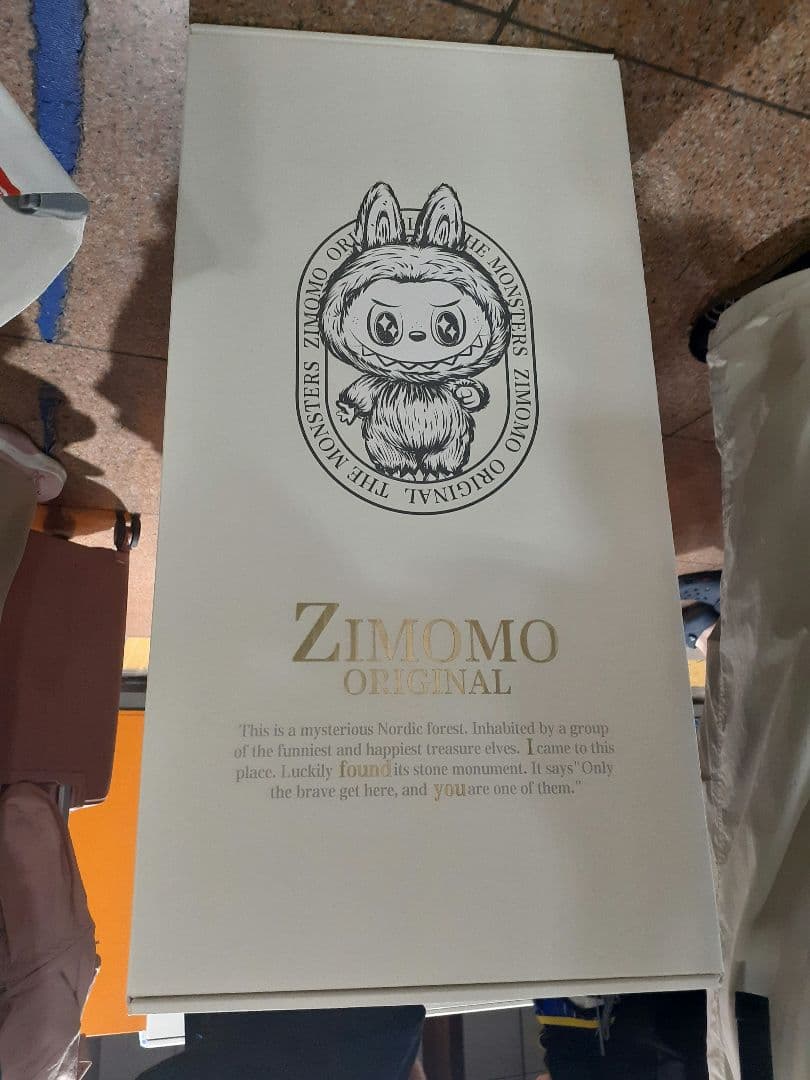 ZIMOMO ORIGINAL THE MONSTERS ZIMOMO ORIGINAL THE MONSTERS
ZIMOMO
ORIGINAL
This is a mysterious Nordic forest. Inhabited by a group
of the funniest and happiest treasure elves. I came to this
place. Luckily found its stone monument. It says"Only
the brave get here, and you are one of them."